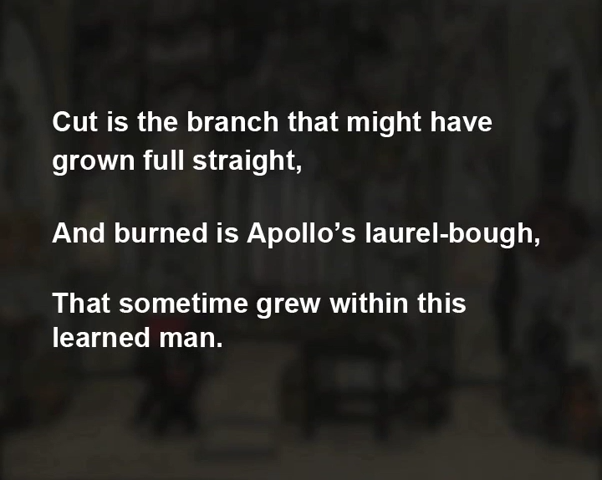 Cut is the branch that might have
grown full straight,
And burned is Apollo’s laurel-bough,
That sometime grew within this
learned man.